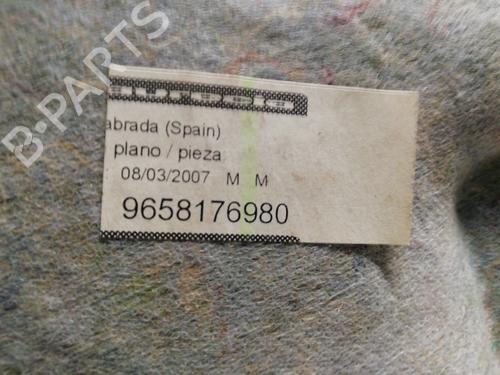 abrada (Spain)
plano / pieza
08/03/2007 M M
9658176980
B-PARTS